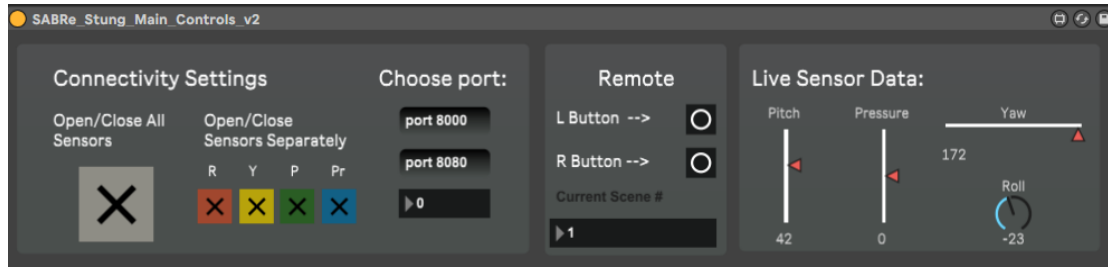 SABRe_Stung_Main_Controls_v2
Connectivity Settings
Open/Close All
Sensors
Open/Close
Sensors Separately
R Y P Pr
Choose port:
port 8000
port 8080
0
Remote
L Button -->
R Button -->
Current Scene #
1
Live Sensor Data:
Pitch
42
Pressure
0
Yaw
172
Roll
-23